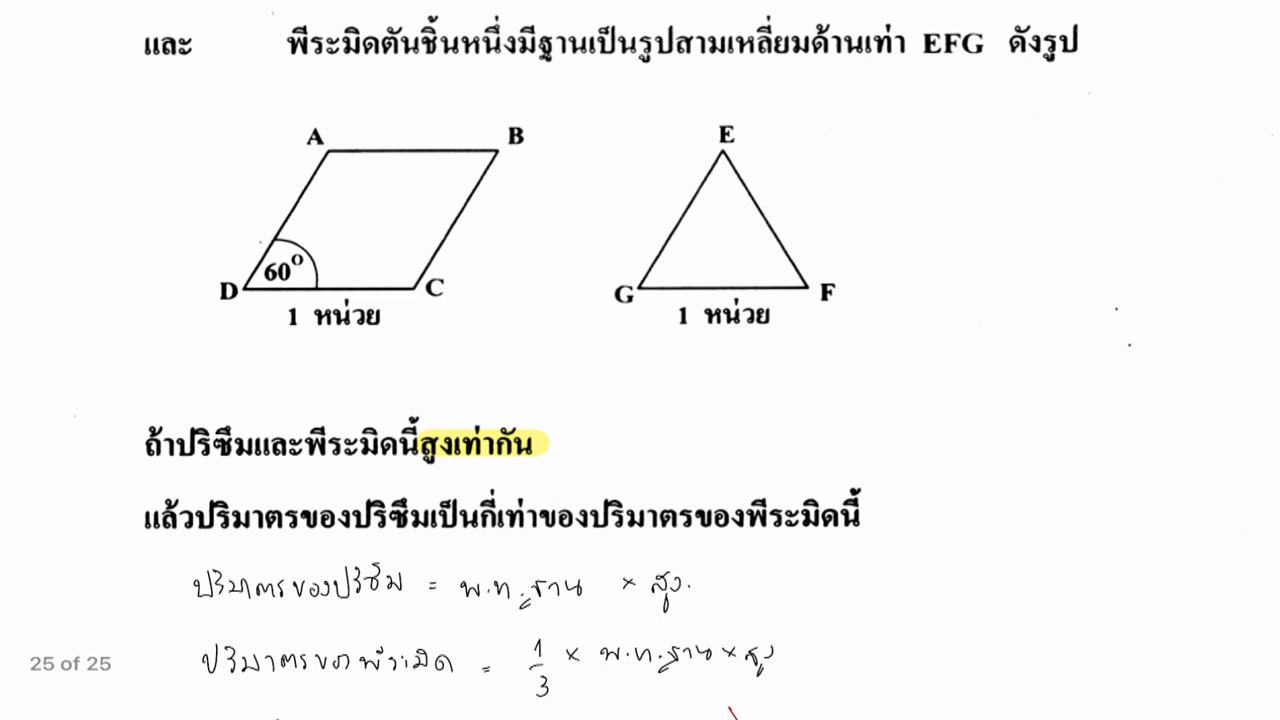 และ พีระมิดตันชิ้นหนึ่งมีฐานเป็นรูปสามเหลี่ยมด้านเท่า EFG ดังรูป
A B E
60°
D C G F
1 หน่วย 1 หน่วย
ถ้าปริซึมและพีระมิดนี้สูงเท่ากัน
แล้วปริมาตรของปริซึมเป็นกี่เท่าของปริมาตรของพีระมิดนี้
ปริมาตรของปริซึม = พ.ท.ฐาน × สูง.
ปริมาตรของพีระมิด = 1/3 × พ.ท.ฐาน × สูง
25 of 25